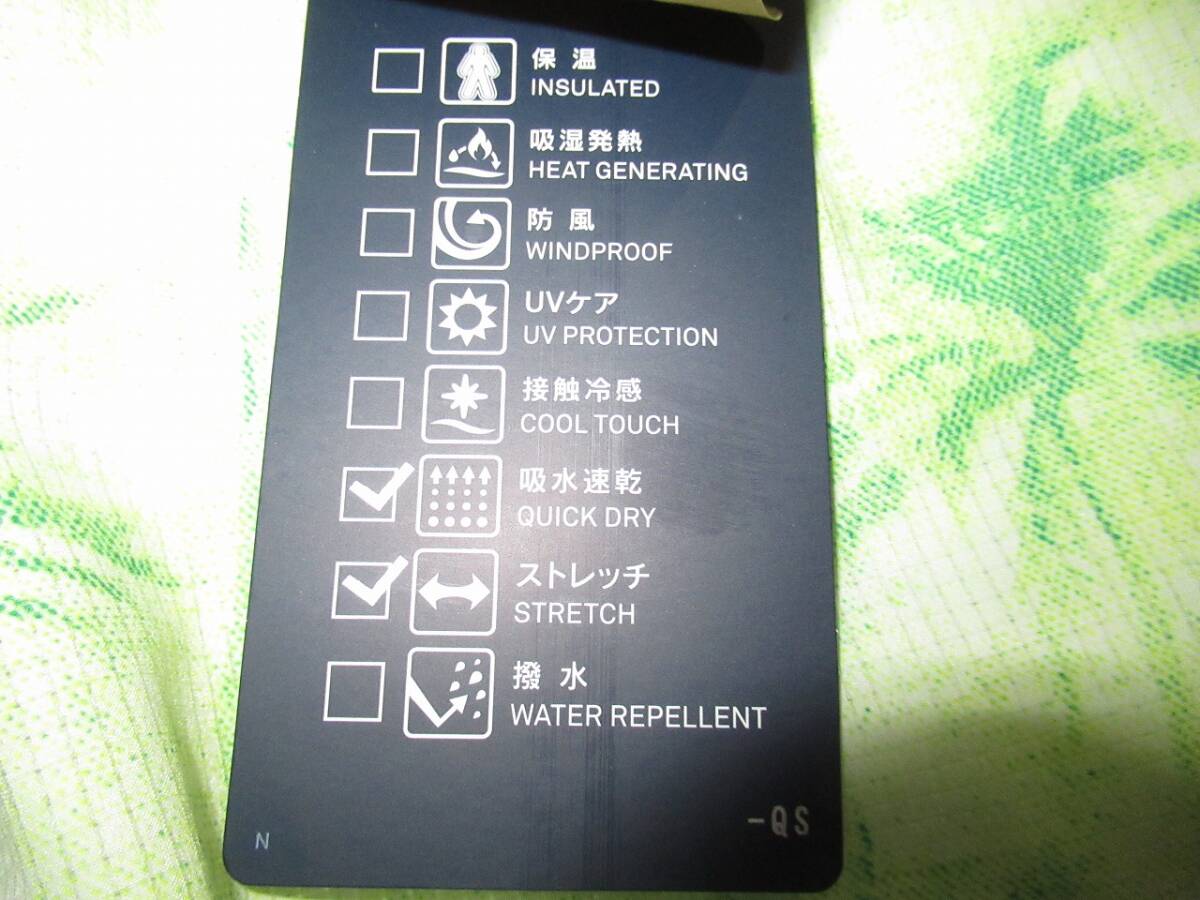 保温
INSULATED
吸湿発熱
HEAT GENERATING
防風
WINDPROOF
UVケア
UV PROTECTION
接触冷感
COOL TOUCH
吸水速乾
QUICK DRY
ストレッチ
STRETCH
撥水
WATER REPELLENT
-QS
N